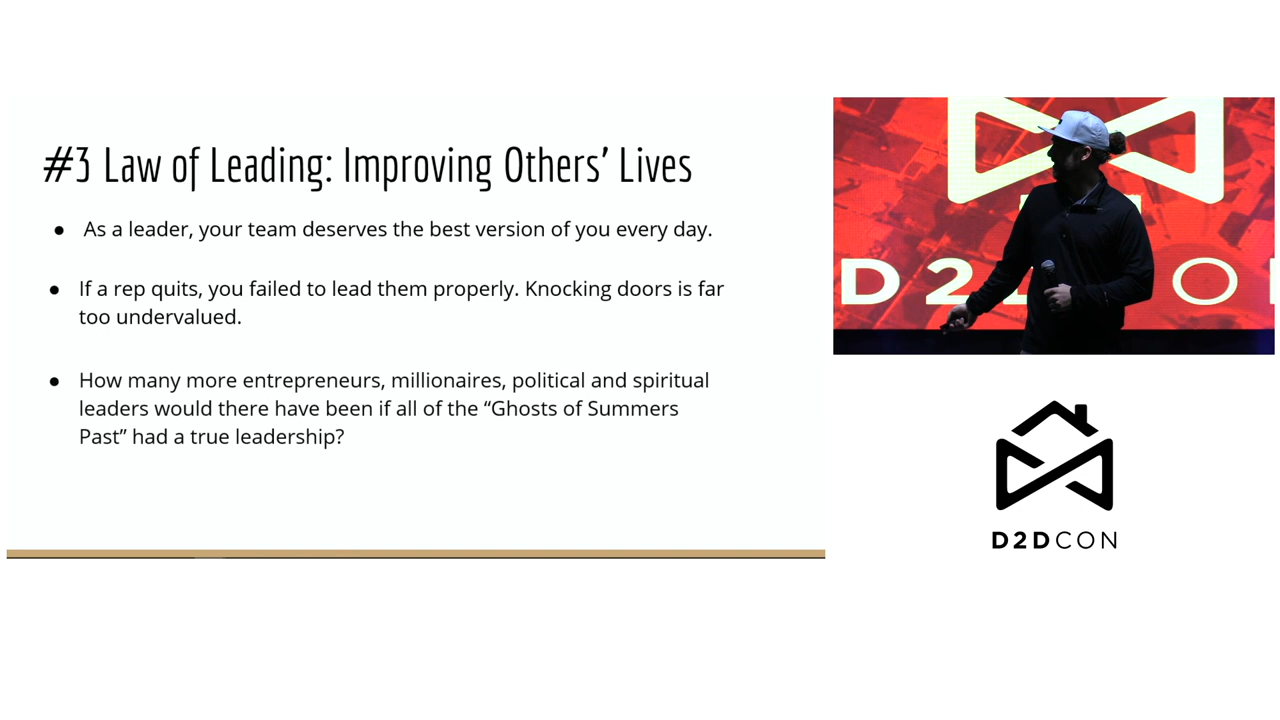 #3 Law of Leading: Improving Others’ Lives
● As a leader, your team deserves the best version of you every day.
● If a rep quits, you failed to lead them properly. Knocking doors is far
too undervalued.
● How many more entrepreneurs, millionaires, political and spiritual
leaders would there have been if all of the “Ghosts of Summers
Past” had a true leadership?
D2DCON